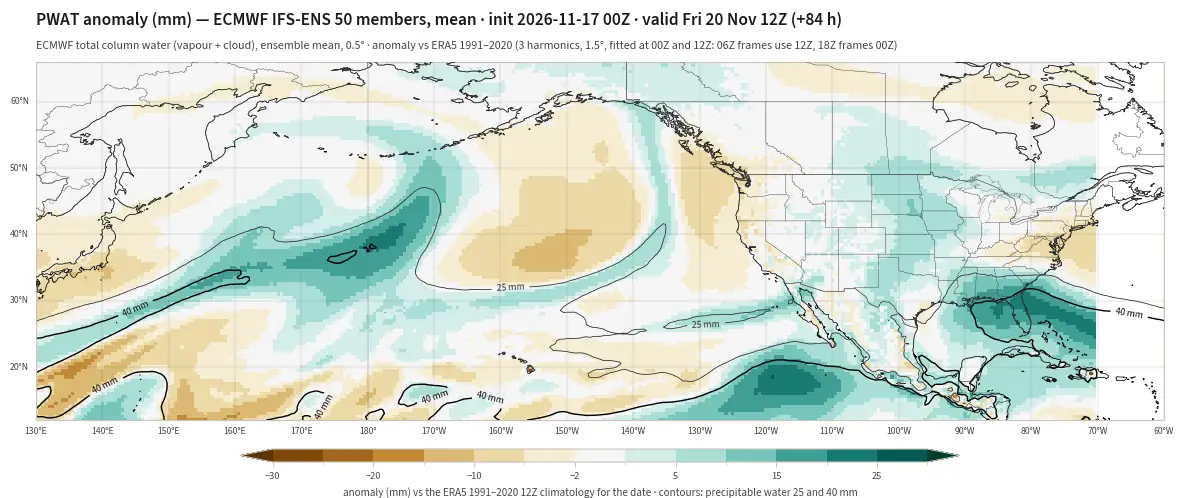 PWAT anomaly (mm) — ECMWF IFS-ENS 50 members, mean · init 2026-11-17 00Z · valid Fri 20 Nov 12Z (+84 h)
ECMWF total column water (vapour + cloud), ensemble mean, 0.5° · anomaly vs ERA5 1991–2020 (3 harmonics, 1.5°, fitted at 00Z and 12Z: 06Z frames use 12Z, 18Z frames 00Z)
60°N
50°N
40°N
30°N
20°N
25 mm
40 mm
25 mm
40 mm
40 mm
40 mm
40 mm
40 mm
130°E 140°E 150°E 160°E 180° 170°W 160°W 150°W 140°W 130°W 120°W 110°W 100°W 90°W 80°W 70°W 60°W
−30 −20 −10 −2 5 15 25
anomaly (mm) vs the ERA5 1991–2020 12Z climatology for the date · contours: precipitable water 25 and 40 mm